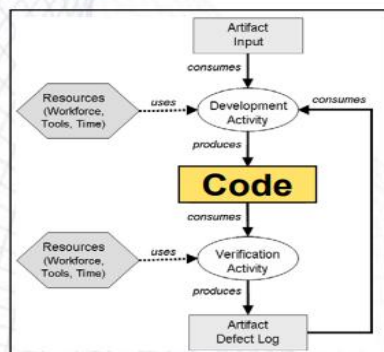 Artifact
Input
consumes
Resources
(Workforce,
Tools, Time)
uses
Development
Activity
consumes
produces
Code
consumes
Resources
(Workforce,
Tools, Time)
uses
Verification
Activity
produces
Artifact
Defect Log